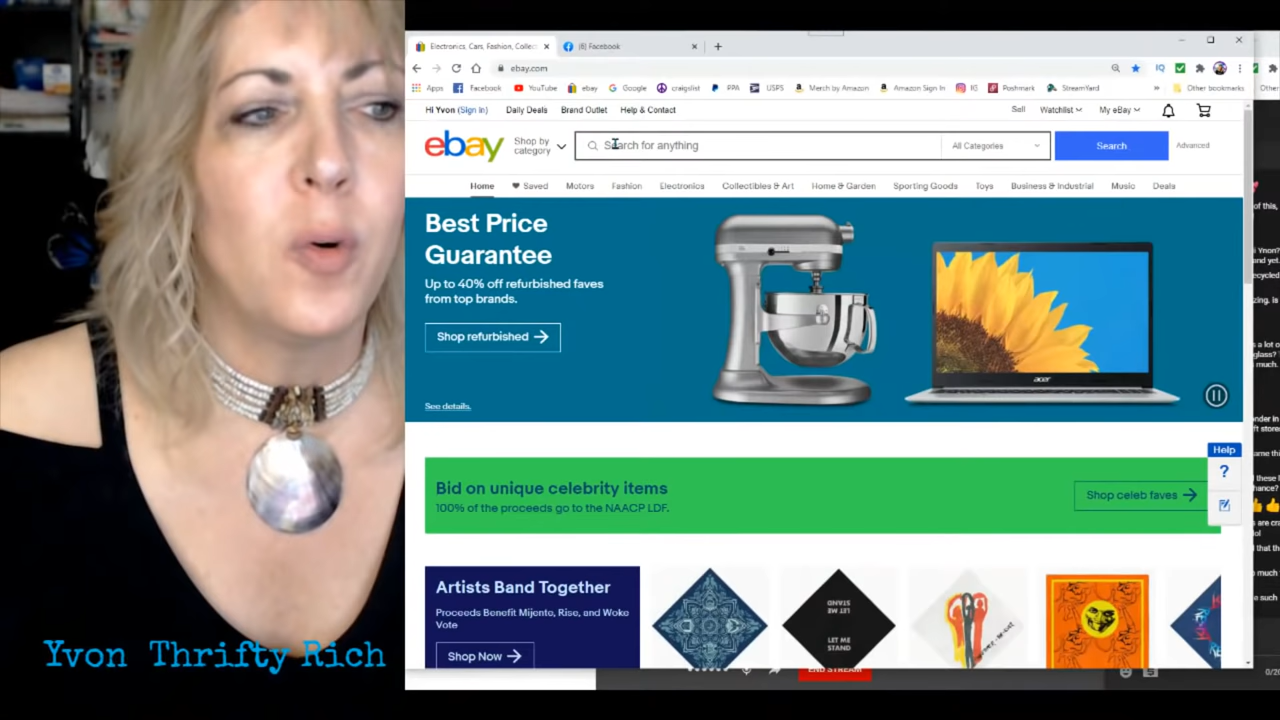 Electronics, Cars, Fashion, Collec
Facebook
ebay.com
Apps
Facebook
YouTube
ebay
Google
craigslist
PPA
USPS
Merch by Amazon
Amazon Sign In
IG
Poshmark
StreamYard
»
Other bookmarks
Hi Yvon (Sign in)
Daily Deals
Brand Outlet
Help & Contact
Sell
Watchlist
My eBay
ebay
Shop by
category
Search for anything
All Categories
Search
Advanced
Home
Saved
Motors
Fashion
Electronics
Collectibles & Art
Home & Garden
Sporting Goods
Toys
Business & Industrial
Music
Deals
Best Price
Guarantee
Up to 40% off refurbished faves
from top brands.
Shop refurbished
See details.
acer
Help
?
Bid on unique celebrity items
100% of the proceeds go to the NAACP LDF.
Shop celeb faves
Artists Band Together
Proceeds Benefit Mijente, Rise, and Woke
Vote
Shop Now
LET ME
STAND
END STREAM
Yvon Thrifty Rich